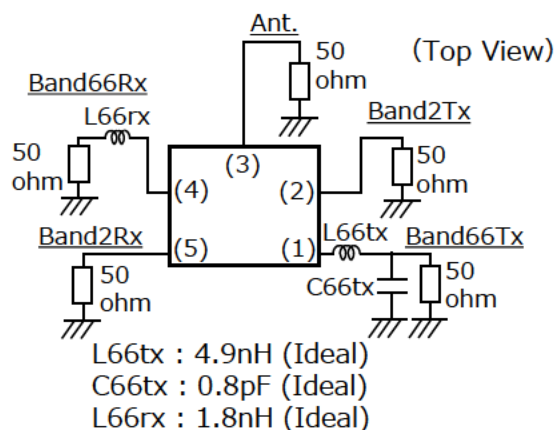 Ant.
50
ohm
(Top View)
Band66Rx
L66rx
50
ohm
(3)
Band2Tx
50
ohm
(4)
(2)
Band2Rx
50
ohm
(5)
(1)
L66tx
Band66Tx
C66tx
50
ohm
L66tx : 4.9nH (Ideal)
C66tx : 0.8pF (Ideal)
L66rx : 1.8nH (Ideal)